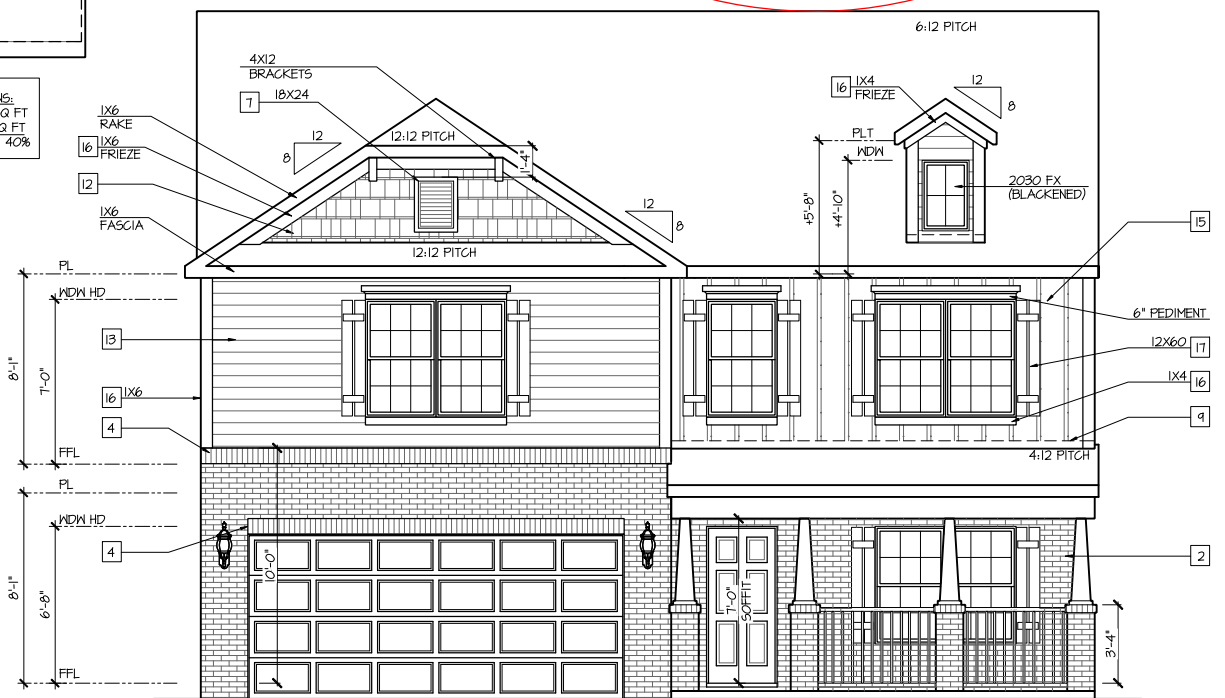 6:12 PITCH
NS:
Q FT
Q FT
40%
4X12
BRACKETS
7
18X24
1X6
RAKE
16
1X6
FRIEZE
12
1X6
FASCIA
12
8
12:12 PITCH
1'-4"
12
8
12:12 PITCH
16
1X4
FRIEZE
12
8
PLT
WDW
2030 FX
(BLACKENED)
+5'-8"
+4'-10"
15
6" PEDIMENT
12X60
17
1X4
16
9
4:12 PITCH
PL
WDW HD
8'-1"
7'-0"
13
16
1X6
4
FFL
PL
WDW HD
4
8'-1"
6'-8"
FFL
10'-0"
7'-0"
SOFFIT
2
3'-4"